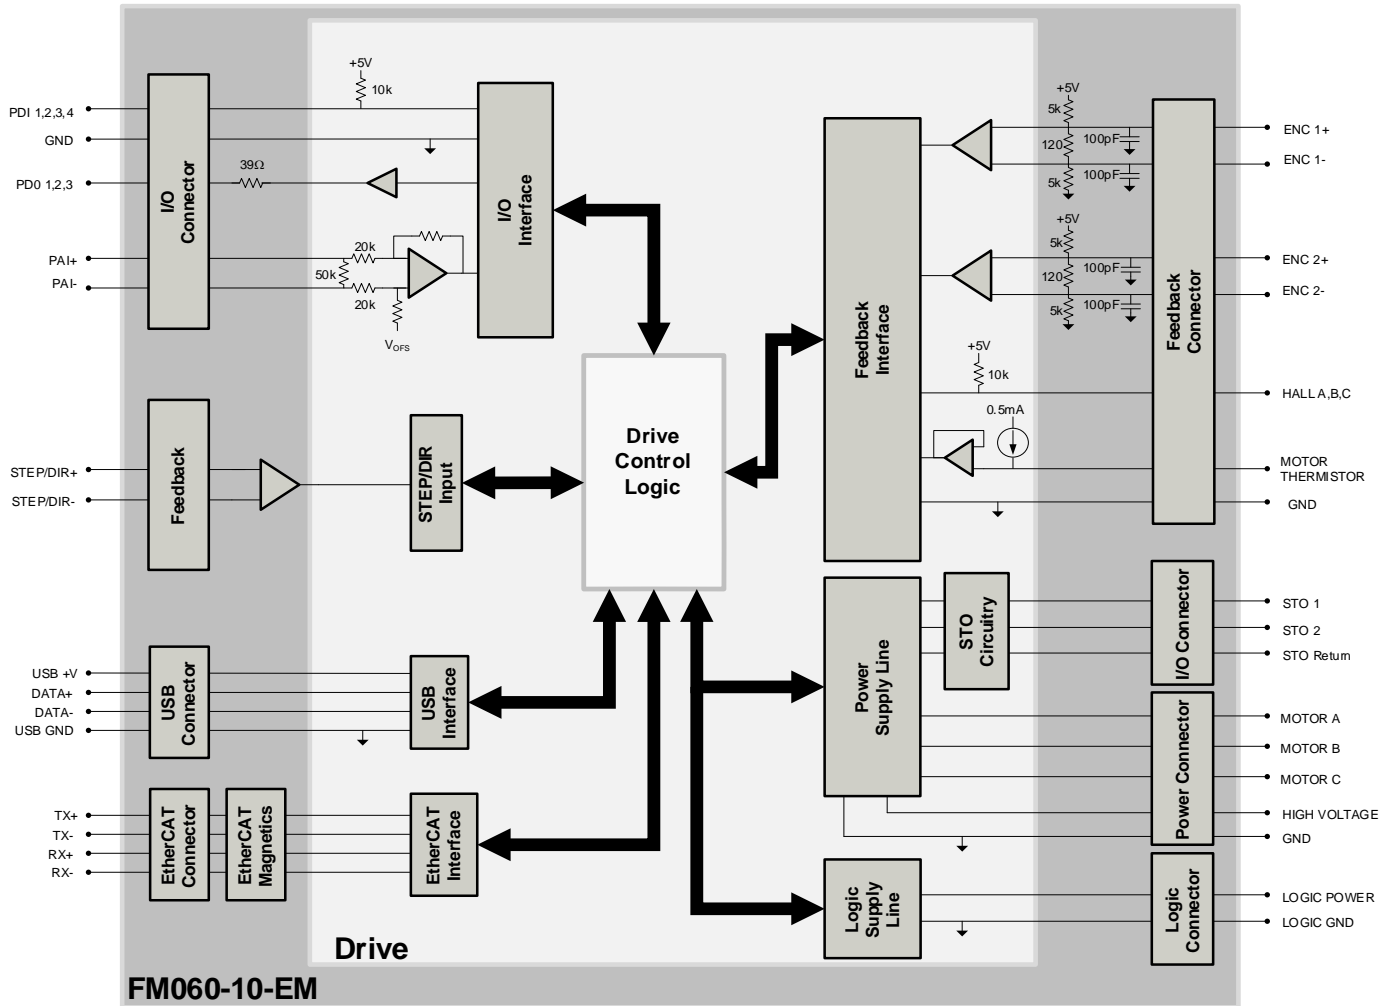 PDI 1,2,3,4
GND
PD0 1,2,3
PAI+
PAI-
I/O
Connector
+5V
10k
39Ω
20k
50k
20k
VOFS
I/O
Interface
STEP/DIR+
STEP/DIR-
Feedback
STEP/DIR
Input
Drive
Control
Logic
USB +V
DATA+
DATA-
USB GND
USB
Connector
USB
Interface
TX+
TX-
RX+
RX-
EtherCAT
Connector
EtherCAT
Magnetics
EtherCAT
Interface
Feedback
Interface
+5V
5k
120
5k
100pF
100pF
+5V
5k
120
5k
100pF
100pF
+5V
10k
0.5mA
Feedback
Connector
ENC 1+
ENC 1-
ENC 2+
ENC 2-
HALL A,B,C
MOTOR
THERMISTOR
GND
Power
Supply Line
STO
Circuitry
I/O Connector
STO 1
STO 2
STO Return
Power Connector
MOTOR A
MOTOR B
MOTOR C
HIGH VOLTAGE
GND
Logic
Supply
Line
Logic
Connector
LOGIC POWER
LOGIC GND
Drive
FM060-10-EM